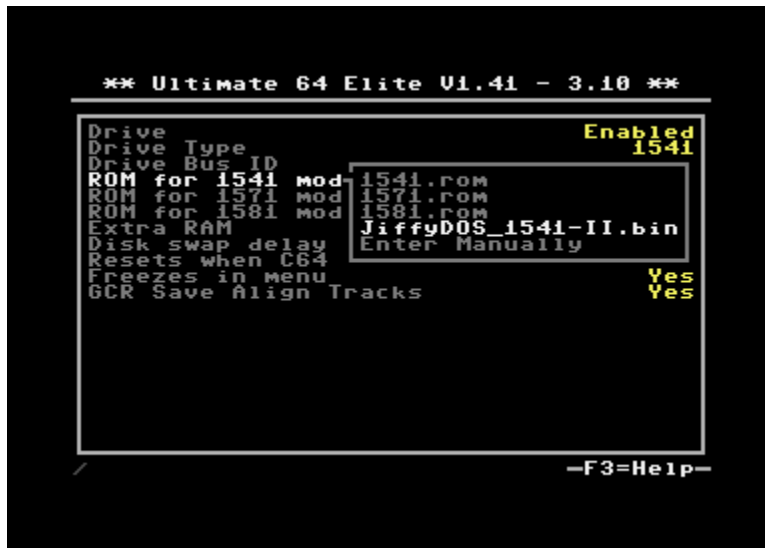 ** Ultimate 64 Elite V1.41 - 3.10 **
Drive Enabled
Drive Type 1541
Drive Bus ID
ROM for 1541 mod 1541.rom
ROM for 1571 mod 1571.rom
ROM for 1581 mod 1581.rom
Extra RAM JiffyDOS_1541-II.bin
Disk swap delay Enter Manually
Resets when C64
Freezes in menu Yes
GCR Save Align Tracks Yes
/ F3=Help